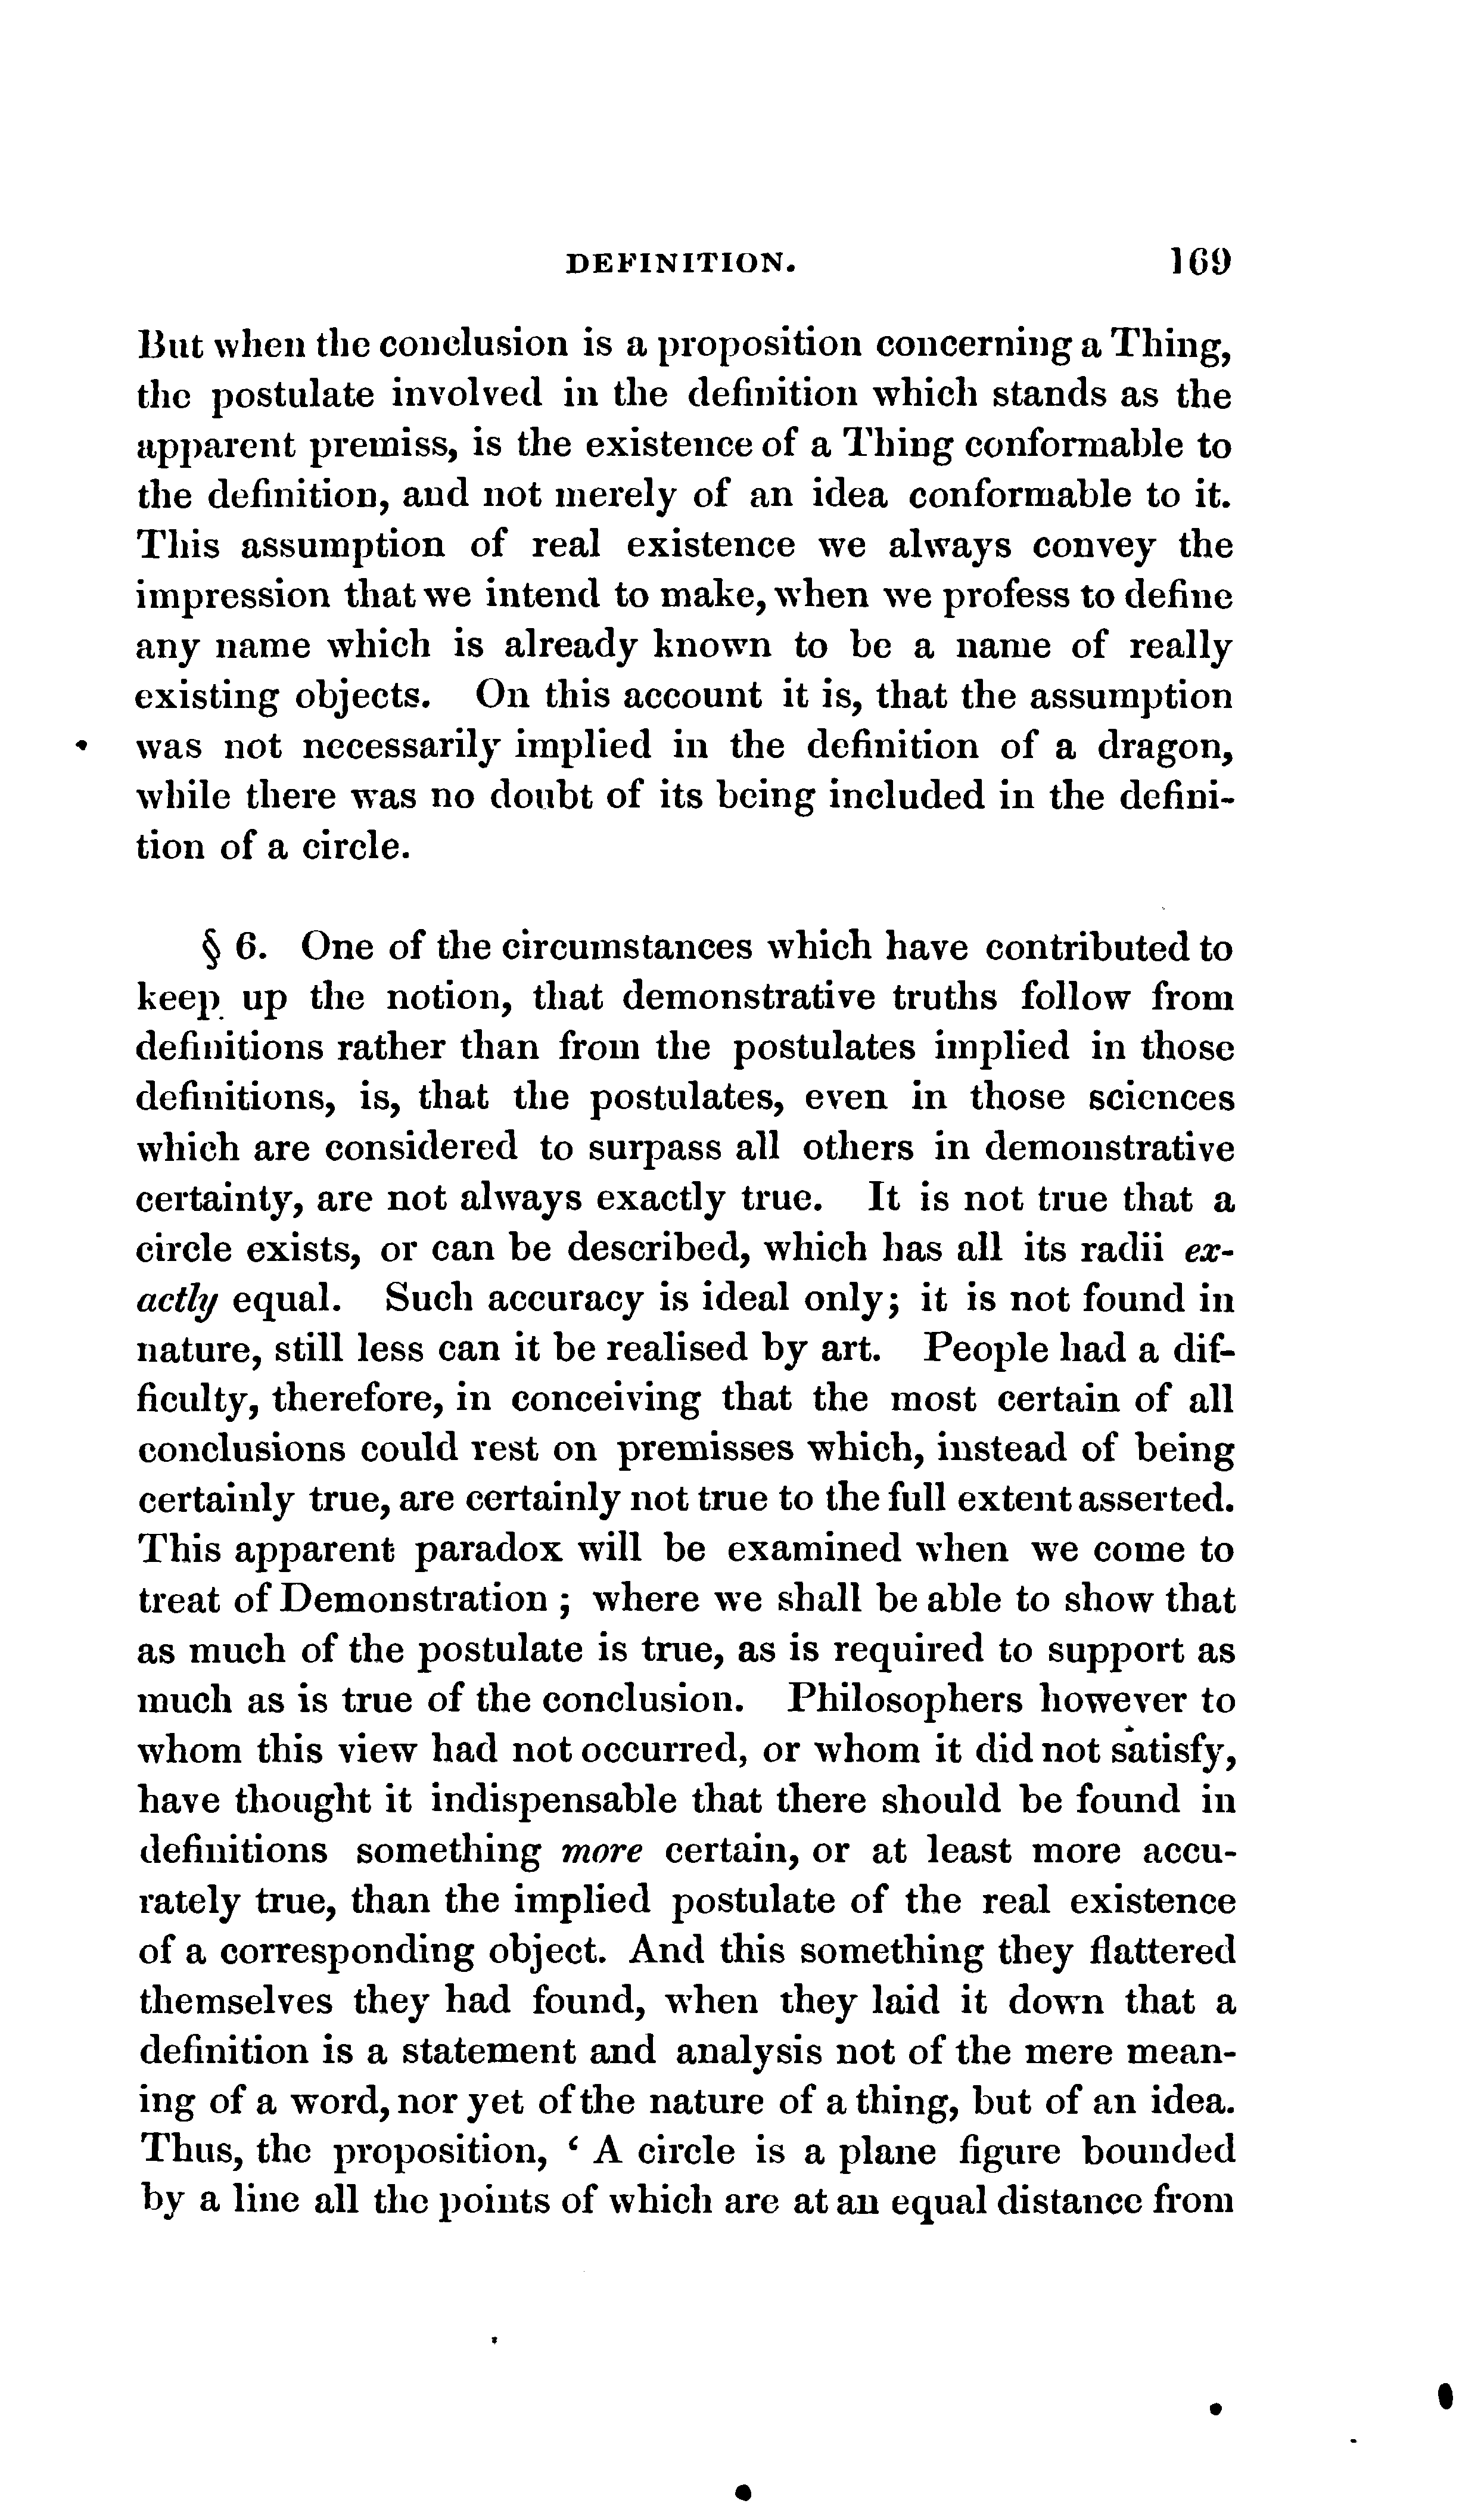 DEFINITION. 169
But when the conclusion is a proposition concerning a Thing,
the postulate involved in the definition which stands as the
apparent premiss, is the existence of a Thing conformable to
the definition, and not merely of an idea conformable to it.
This assumption of real existence we always convey the
impression that we intend to make, when we profess to define
any name which is already known to be a name of really
existing objects. On this account it is, that the assumption
was not necessarily implied in the definition of a dragon,
while there was no doubt of its being included in the defini-
tion of a circle.
§ 6. One of the circumstances which have contributed to
keep up the notion, that demonstrative truths follow from
definitions rather than from the postulates implied in those
definitions, is, that the postulates, even in those sciences
which are considered to surpass all others in demonstrative
certainty, are not always exactly true. It is not true that a
circle exists, or can be described, which has all its radii ex-
actly equal. Such accuracy is ideal only; it is not found in
nature, still less can it be realised by art. People had a dif-
ficulty, therefore, in conceiving that the most certain of all
conclusions could rest on premisses which, instead of being
certainly true, are certainly not true to the full extent asserted.
This apparent paradox will be examined when we come to
treat of Demonstration ; where we shall be able to show that
as much of the postulate is true, as is required to support as
much as is true of the conclusion. Philosophers however to
whom this view had not occurred, or whom it did not satisfy,
have thought it indispensable that there should be found in
definitions something more certain, or at least more accu-
rately true, than the implied postulate of the real existence
of a corresponding object. And this something they flattered
themselves they had found, when they laid it down that a
definition is a statement and analysis not of the mere mean-
ing of a word, nor yet of the nature of a thing, but of an idea.
Thus, the proposition, ‘ A circle is a plane figure bounded
by a line all the points of which are at an equal distance from